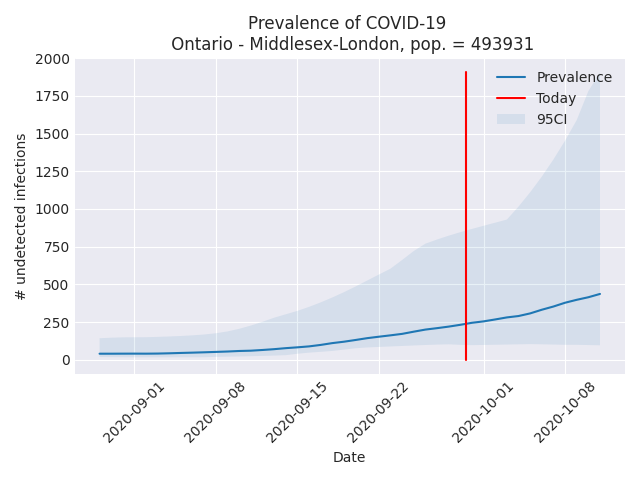 Prevalence of COVID-19
Ontario - Middlesex-London, pop. = 493931
2000
1750
1500
1250
1000
750
500
250
0
# undetected infections
Prevalence
Today
95CI
2020-09-01
2020-09-08
2020-09-15
2020-09-22
2020-10-01
2020-10-08
Date